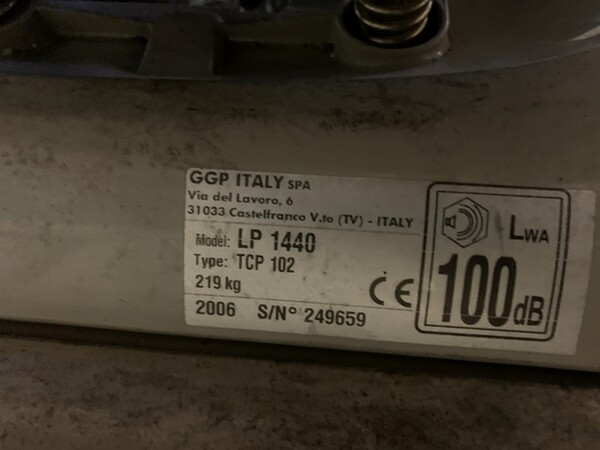 GGP ITALY SPA
Via del Lavoro, 6
31033 Castelfranco V.to (TV) - ITALY
Model: LP 1440
Type: TCP 102
219 kg
CE
2006 S/N° 249659
LWA
100dB